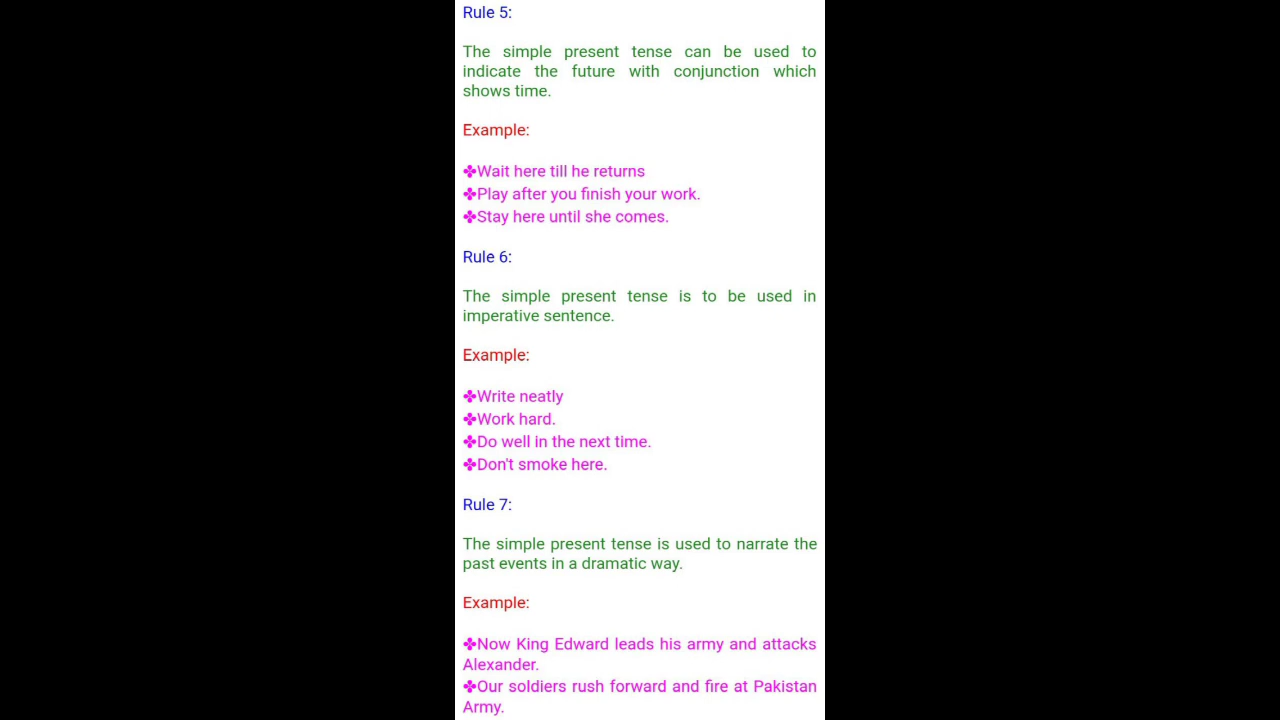 Rule 5:
The simple present tense can be used to
indicate the future with conjunction which
shows time.
Example:
✤Wait here till he returns
✤Play after you finish your work.
✤Stay here until she comes.
Rule 6:
The simple present tense is to be used in
imperative sentence.
Example:
✤Write neatly
✤Work hard.
✤Do well in the next time.
✤Don't smoke here.
Rule 7:
The simple present tense is used to narrate the
past events in a dramatic way.
Example:
✤Now King Edward leads his army and attacks
Alexander.
✤Our soldiers rush forward and fire at Pakistan
Army.